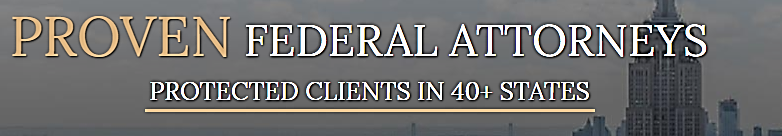 PROVEN FEDERAL ATTORNEYS
PROTECTED CLIENTS IN 40+ STATES